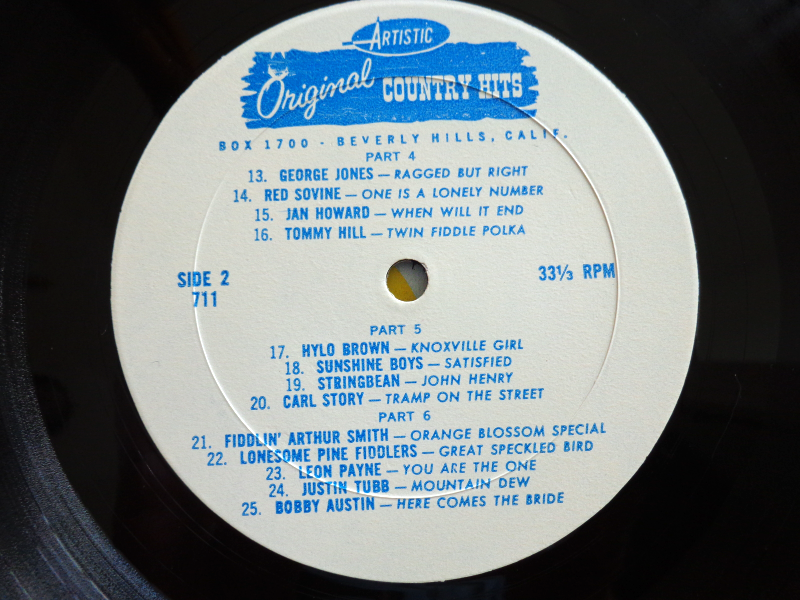 ARTISTIC
Original COUNTRY HITS
BOX 1700 - BEVERLY HILLS, CALIF.
PART 4
13. GEORGE JONES — RAGGED BUT RIGHT
14. RED SOVINE — ONE IS A LONELY NUMBER
15. JAN HOWARD — WHEN WILL IT END
16. TOMMY HILL — TWIN FIDDLE POLKA
SIDE 2 33⅓ RPM
711
PART 5
17. HYLO BROWN — KNOXVILLE GIRL
18. SUNSHINE BOYS — SATISFIED
19. STRINGBEAN — JOHN HENRY
20. CARL STORY — TRAMP ON THE STREET
PART 6
21. FIDDLIN' ARTHUR SMITH — ORANGE BLOSSOM SPECIAL
22. LONESOME PINE FIDDLERS — GREAT SPECKLED BIRD
23. LEON PAYNE — YOU ARE THE ONE
24. JUSTIN TUBB — MOUNTAIN DEW
25. BOBBY AUSTIN — HERE COMES THE BRIDE